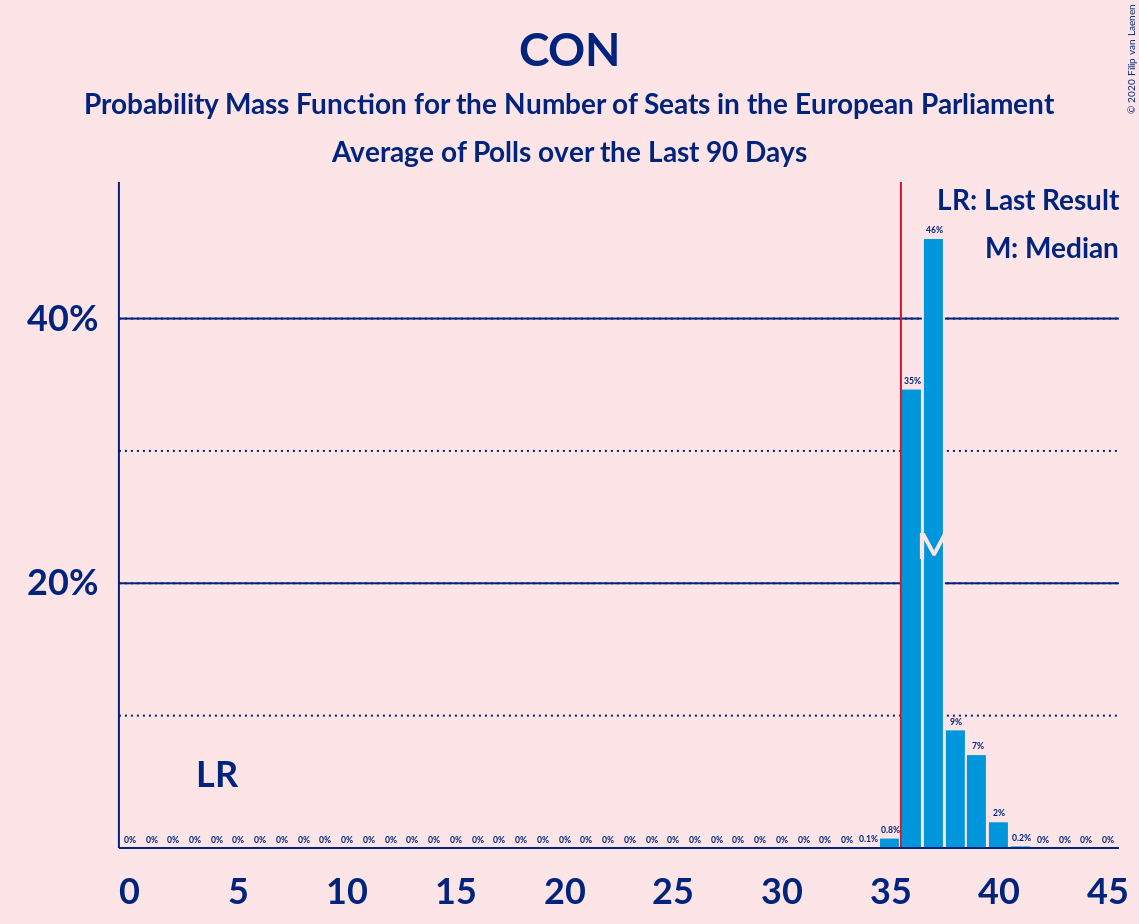 CON
Probability Mass Function for the Number of Seats in the European Parliament
Average of Polls over the Last 90 Days
© 2020 Filip van Laenen
LR: Last Result
M: Median
46%
40%
35%
M
20%
9%
7%
LR
2%
0% 0% 0% 0% 0% 0% 0% 0% 0% 0% 0% 0% 0% 0% 0% 0% 0% 0% 0% 0% 0% 0% 0% 0% 0% 0% 0% 0% 0% 0% 0% 0% 0% 0% 0.1% 0.8% 0.2% 0% 0% 0% 0%
0 5 10 15 20 25 30 35 40 45